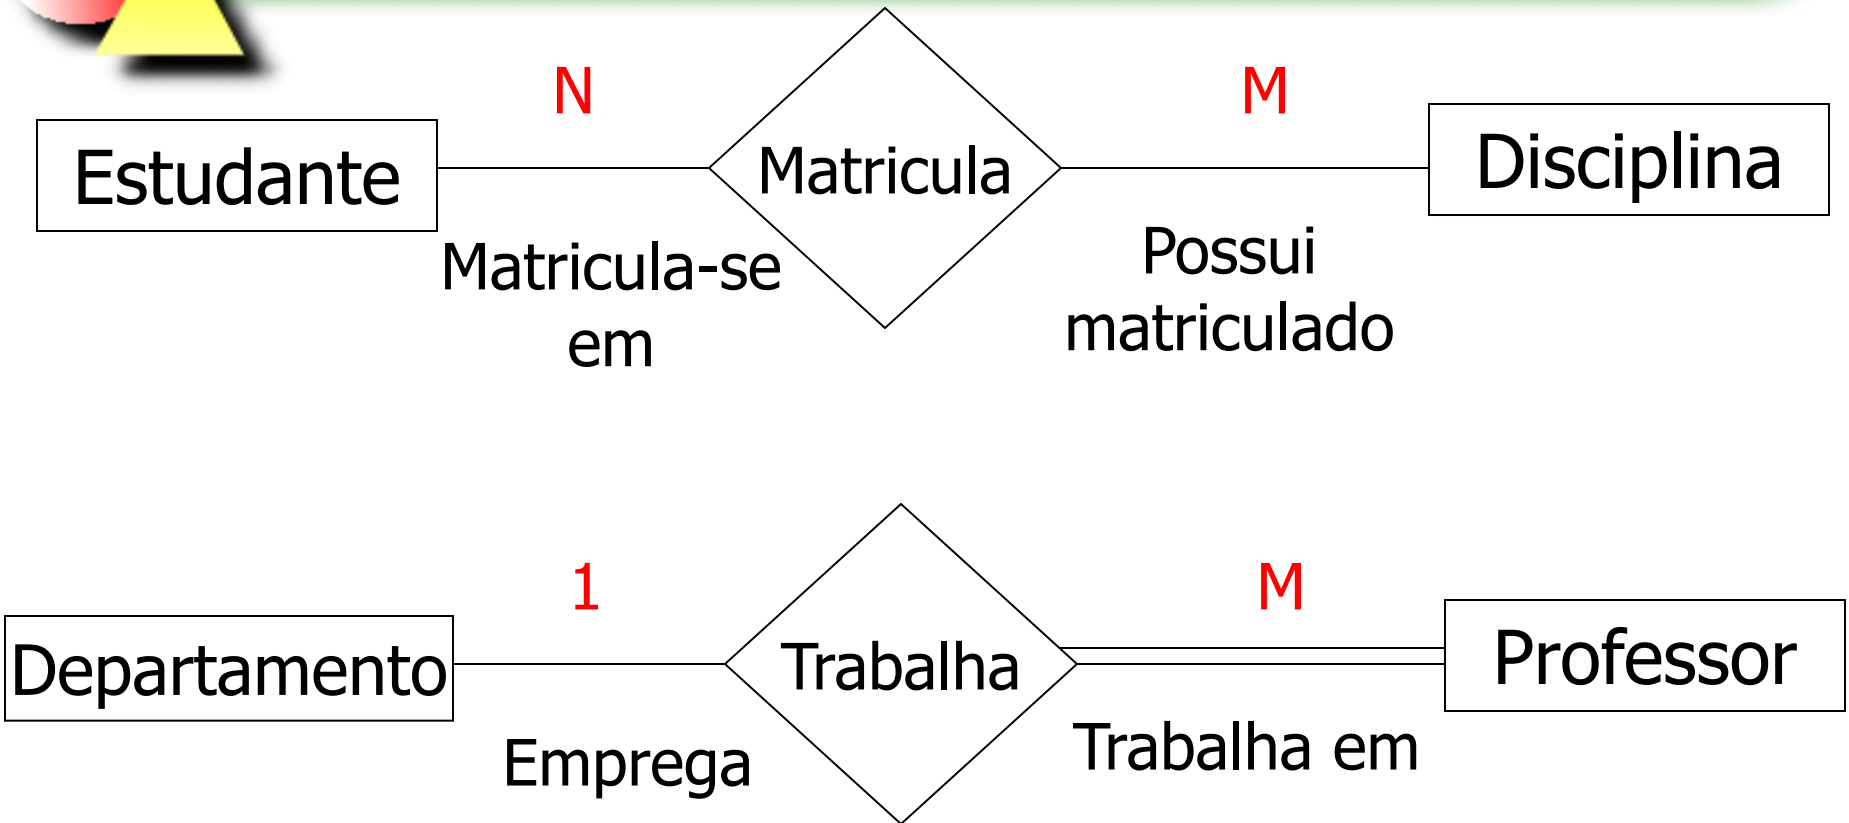 N
M
Estudante
Matricula
Disciplina
Matricula-se
em
Possui
matriculado
1
M
Departamento
Trabalha
Professor
Emprega
Trabalha em